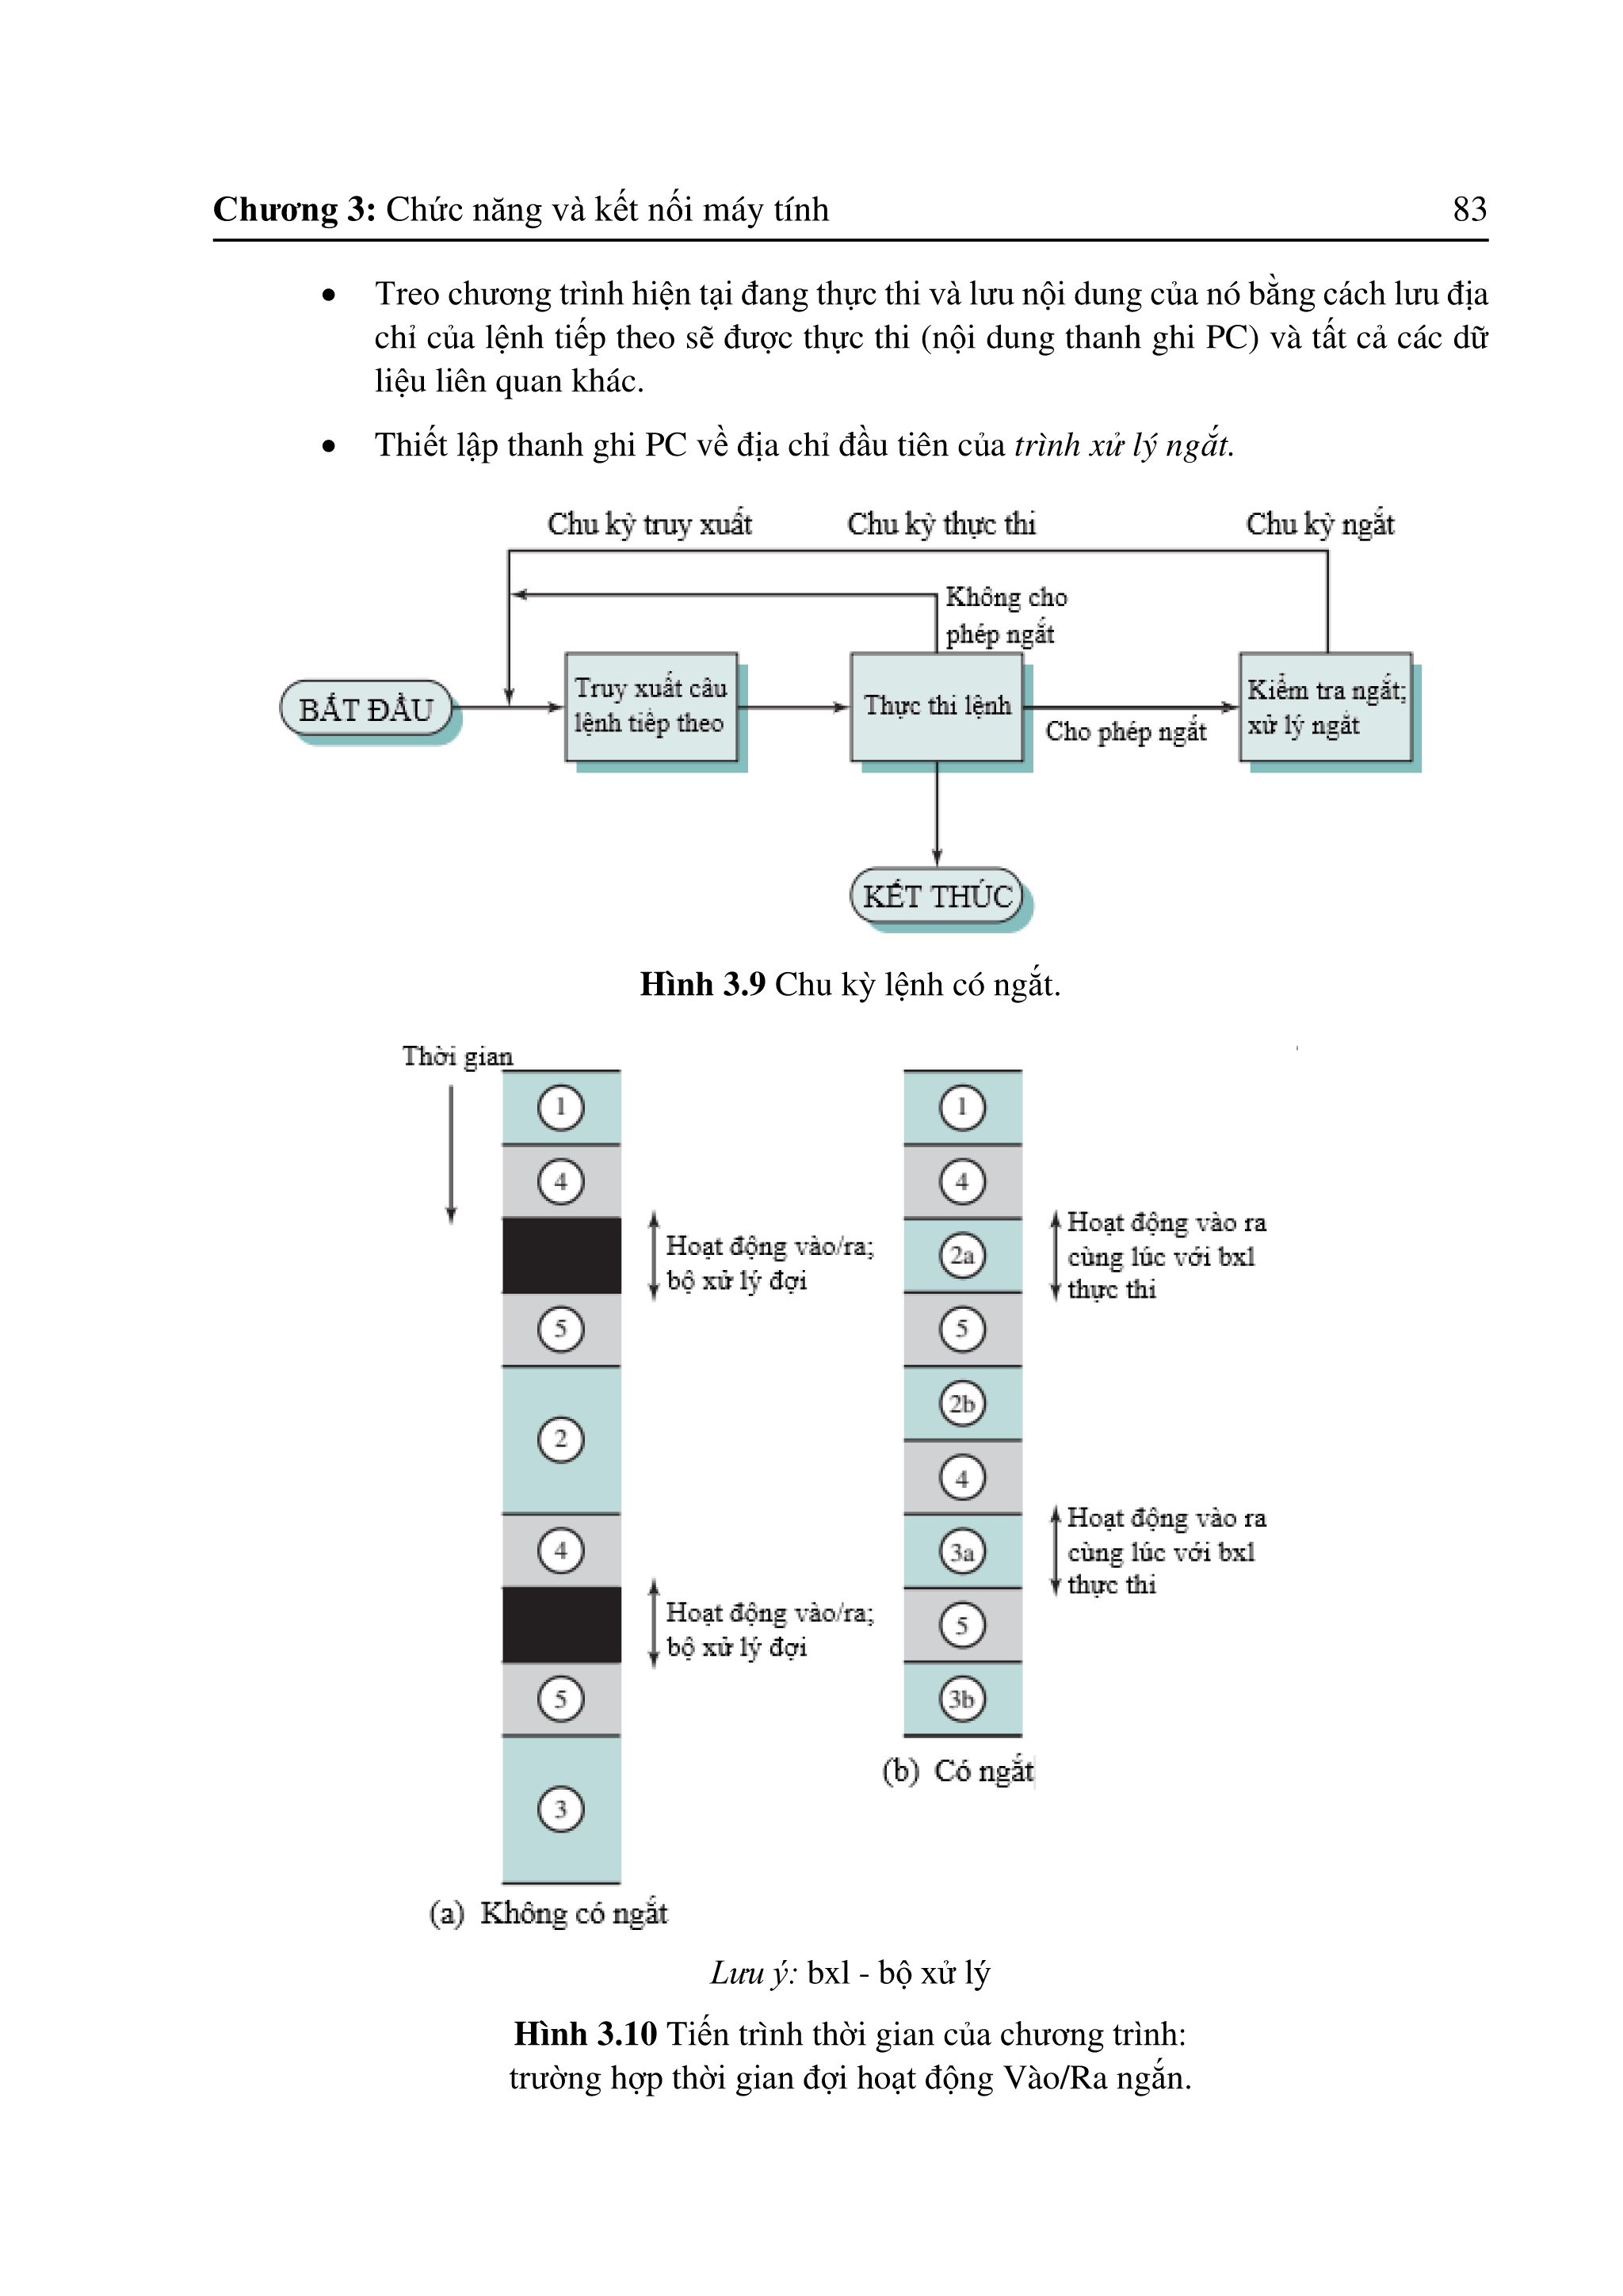 Chương 3: Chức năng và kết nối máy tính 83
• Treo chương trình hiện tại đang thực thi và lưu nội dung của nó bằng cách lưu địa
chỉ của lệnh tiếp theo sẽ được thực thi (nội dung thanh ghi PC) và tất cả các dữ
liệu liên quan khác.
• Thiết lập thanh ghi PC về địa chỉ đầu tiên của trình xử lý ngắt.
Chu kỳ truy xuất Chu kỳ thực thi Chu kỳ ngắt
Không cho
phép ngắt
BẮT ĐẦU
Truy xuất câu
lệnh tiếp theo
Thực thi lệnh
Cho phép ngắt
Kiểm tra ngắt;
xử lý ngắt
KẾT THÚC
Hình 3.9 Chu kỳ lệnh có ngắt.
Thời gian
1
4
Hoạt động vào/ra;
bộ xử lý đợi
5
2
4
Hoạt động vào/ra;
bộ xử lý đợi
5
3
(a) Không có ngắt
1
4
2a
Hoạt động vào ra
cùng lúc với bxl
thực thi
5
2b
4
3a
Hoạt động vào ra
cùng lúc với bxl
thực thi
5
3b
(b) Có ngắt
Lưu ý: bxl - bộ xử lý
Hình 3.10 Tiến trình thời gian của chương trình:
trường hợp thời gian đợi hoạt động Vào/Ra ngắn.